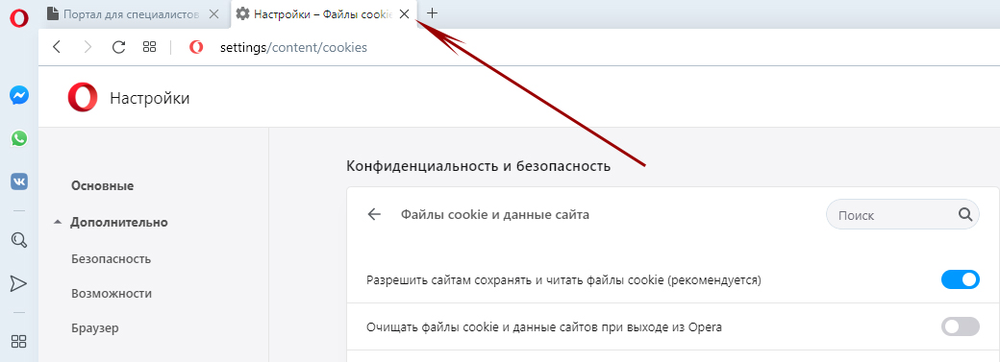 Портал для специалистов
Настройки – Файлы cookie
settings/content/cookies
Настройки
Основные
Дополнительно
Безопасность
Возможности
Браузер
Конфиденциальность и безопасность
Файлы cookie и данные сайта
Поиск
Разрешить сайтам сохранять и читать файлы cookie (рекомендуется)
Очищать файлы cookie и данные сайтов при выходе из Opera